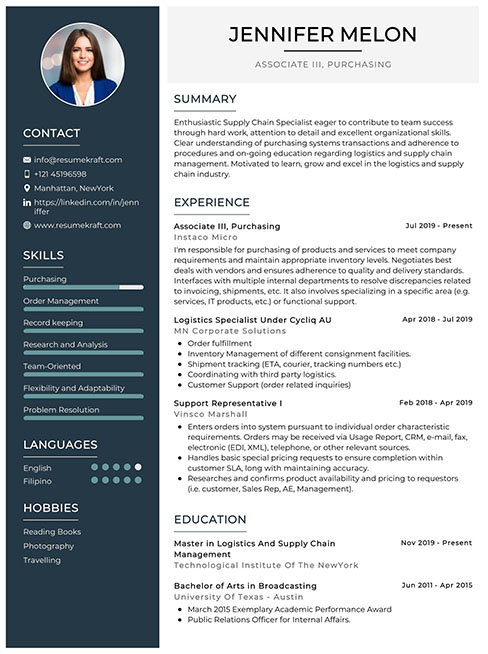 JENNIFER MELON
ASSOCIATE III, PURCHASING
CONTACT
info@resumekraft.com
+121 45196598
Manhattan, NewYork
https://linkedin.com/in/jenn
iffer
www.resumekraft.com
SKILLS
Purchasing
Order Management
Record keeping
Research and Analysis
Team-Oriented
Flexibility and Adaptability
Problem Resolution
LANGUAGES
English
Filipino
HOBBIES
Reading Books
Photography
Travelling
SUMMARY
Enthusiastic Supply Chain Specialist eager to contribute to team success
through hard work, attention to detail and excellent organizational skills.
Clear understanding of purchasing systems transactions and adherence to
procedures and on-going education regarding logistics and supply chain
management. Motivated to learn, grow and excel in the logistics and supply
chain industry.
EXPERIENCE
Associate III, Purchasing Jul 2019 - Present
Instaco Micro
I'm responsible for purchasing of products and services to meet company
requirements and maintain appropriate inventory levels. Negotiates best
deals with vendors and ensures adherence to quality and delivery standards.
Interfaces with multiple internal departments to resolve discrepancies related
to invoicing, shipments, etc. It also involves specializing in a specific area (e.g.
services, IT products, etc.) or functional support.
Logistics Specialist Under Cycliq AU Apr 2018 - Jul 2019
MN Corporate Solutions
• Order fulfillment
• Inventory Management of different consignment facilities.
• Shipment tracking (ETA, courier, tracking numbers etc.)
• Coordinating with third party logistics.
• Customer Support (order related inquiries)
Support Representative I Feb 2018 - Apr 2019
Vinsco Marshall
• Enters orders into system pursuant to individual order characteristic
requirements. Orders may be received via Usage Report, CRM, e-mail, fax,
electronic (EDI, XML), telephone, or other relevant means.
• Handles basic special pricing requests to ensure completion within
customer SLA, long with maintaining accuracy.
• Researches and confirms product availability and pricing to requestors
(i.e. customer, Sales Rep, AE, Management).
EDUCATION
Master in Logistics And Supply Chain Nov 2019 - Present
Management
Technological Institute Of The NewYork
Bachelor of Arts in Broadcasting Jun 2011 - Apr 2015
University Of Texas - Austin
• March 2015 Exemplary Academic Performance Award
• Public Relations Officer for Internal Affairs.